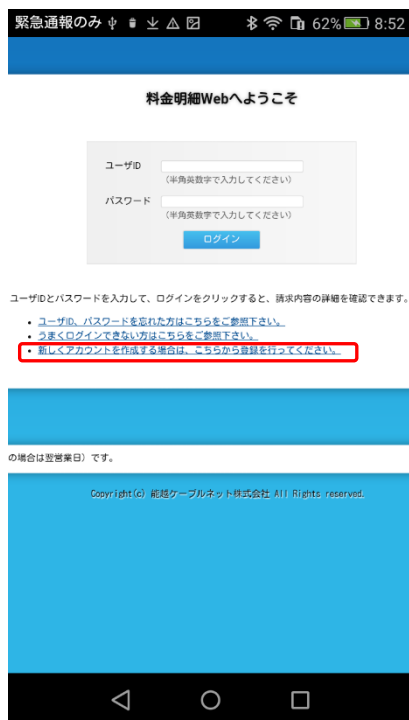 緊急通報のみ 62% 8:52
料金明細Webへようこそ
ユーザID
(半角英数字で入力してください)
パスワード
(半角英数字で入力してください)
ログイン
ユーザIDとパスワードを入力して、ログインをクリックすると、請求内容の詳細を確認できます。
ユーザID、パスワードを忘れた方はこちらをご参照下さい。
うまくログインできない方はこちらをご参照下さい。
新しくアカウントを作成する場合は、こちらから登録を行ってください。
の場合は翌営業日）です。
Copyright(c) 能越ケーブルネット株式会社 All Rights reserved.